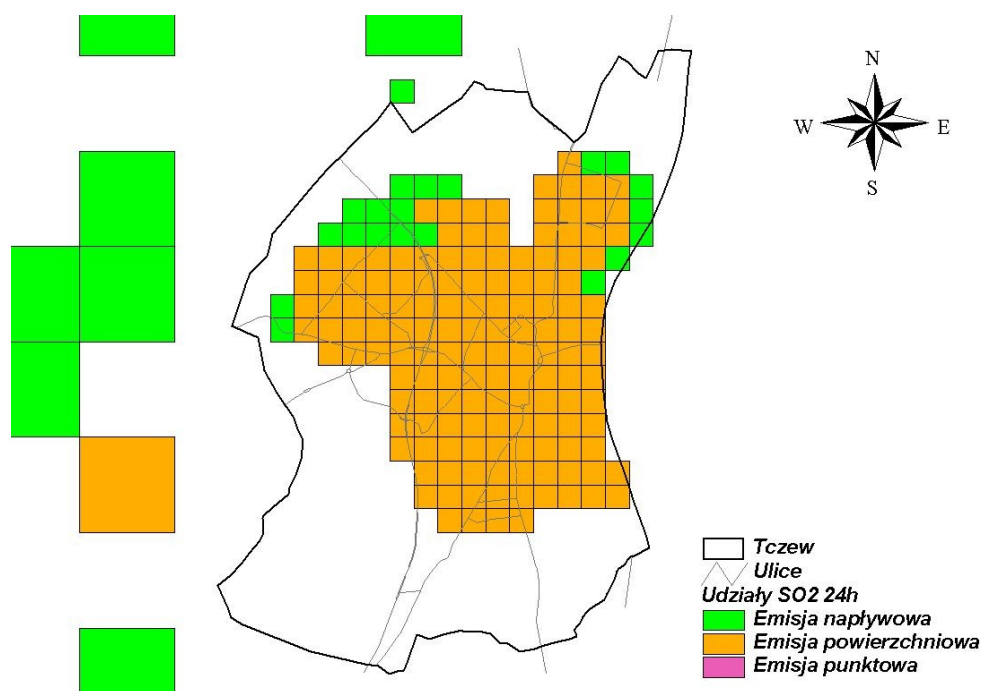 N
W E
S
Tczew
Ulice
Udziały SO2 24h
Emisja napływowa
Emisja powierzchniowa
Emisja punktowa